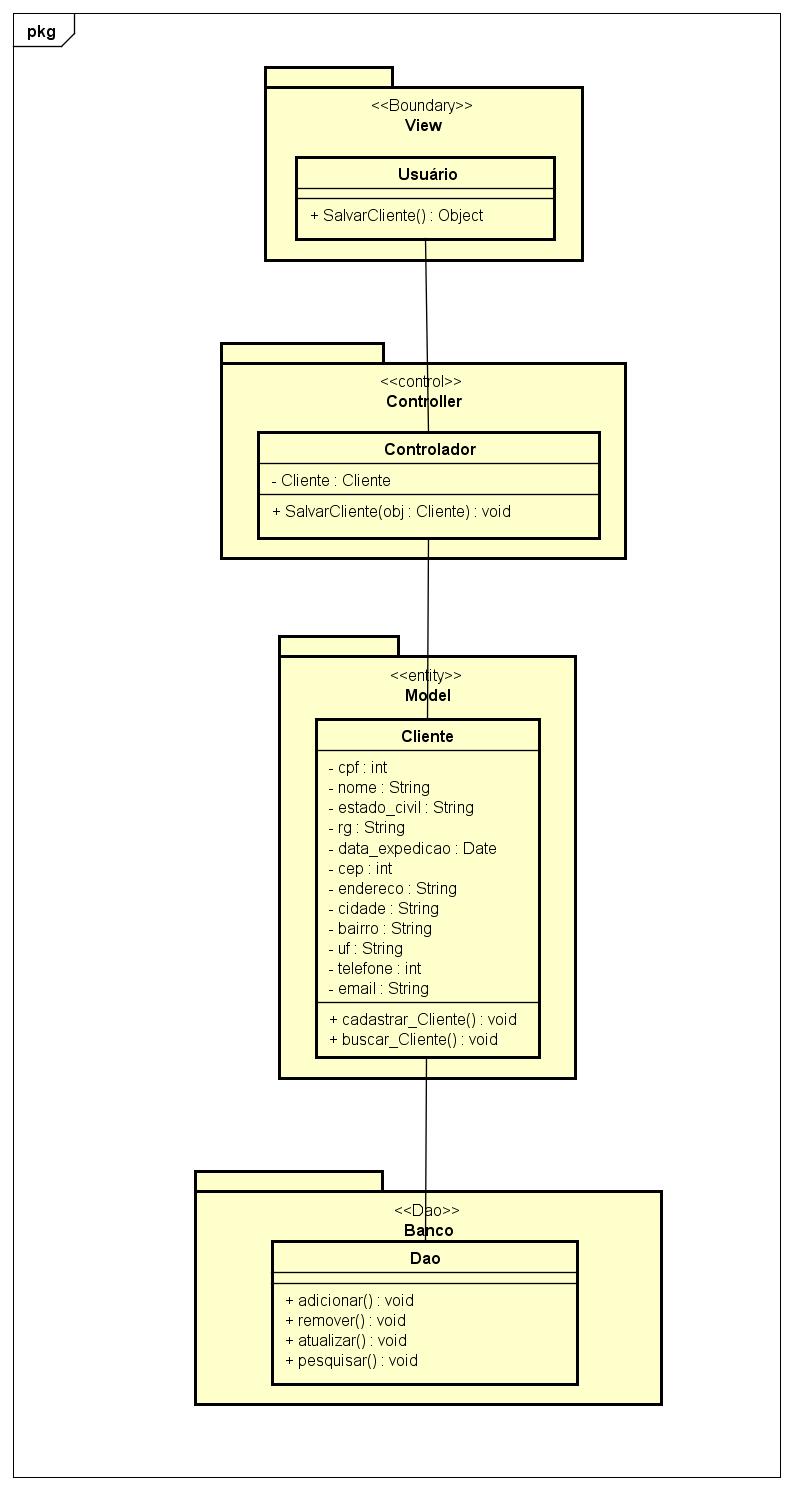 pkg
<<Boundary>>
View
Usuário
+ SalvarCliente() : Object
<<control>>
Controller
Controlador
- Cliente : Cliente
+ SalvarCliente(obj : Cliente) : void
<<entity>>
Model
Cliente
- cpf : int
- nome : String
- estado_civil : String
- rg : String
- data_expedicao : Date
- cep : int
- endereco : String
- cidade : String
- bairro : String
- uf : String
- telefone : int
- email : String
+ cadastrar_Cliente() : void
+ buscar_Cliente() : void
<<Dao>>
Banco
Dao
+ adicionar() : void
+ remover() : void
+ atualizar() : void
+ pesquisar() : void